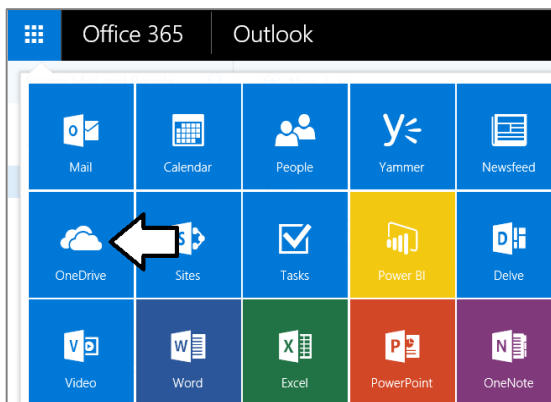 Office 365 Outlook
Mail Calendar People Yammer Newsfeed
OneDrive Sites Tasks Power BI Delve
Video Word Excel PowerPoint OneNote